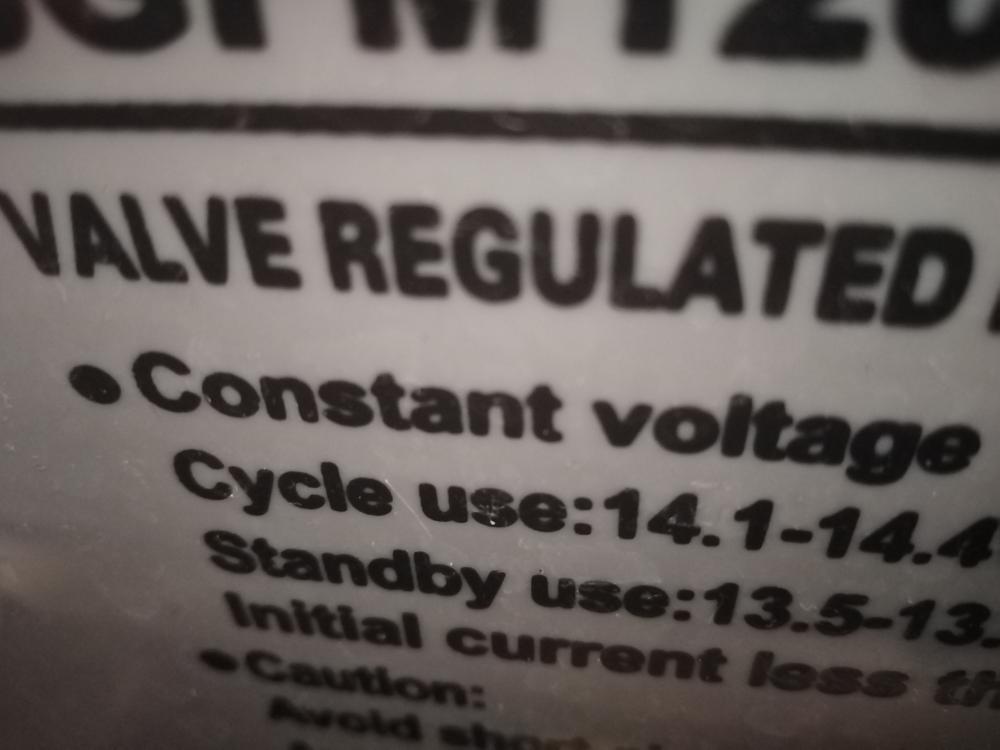 VALVE REGULATED
●Constant voltage
Cycle use:14.1-14.4
Standby use:13.5-13.
Initial current less
●Caution:
Avoid